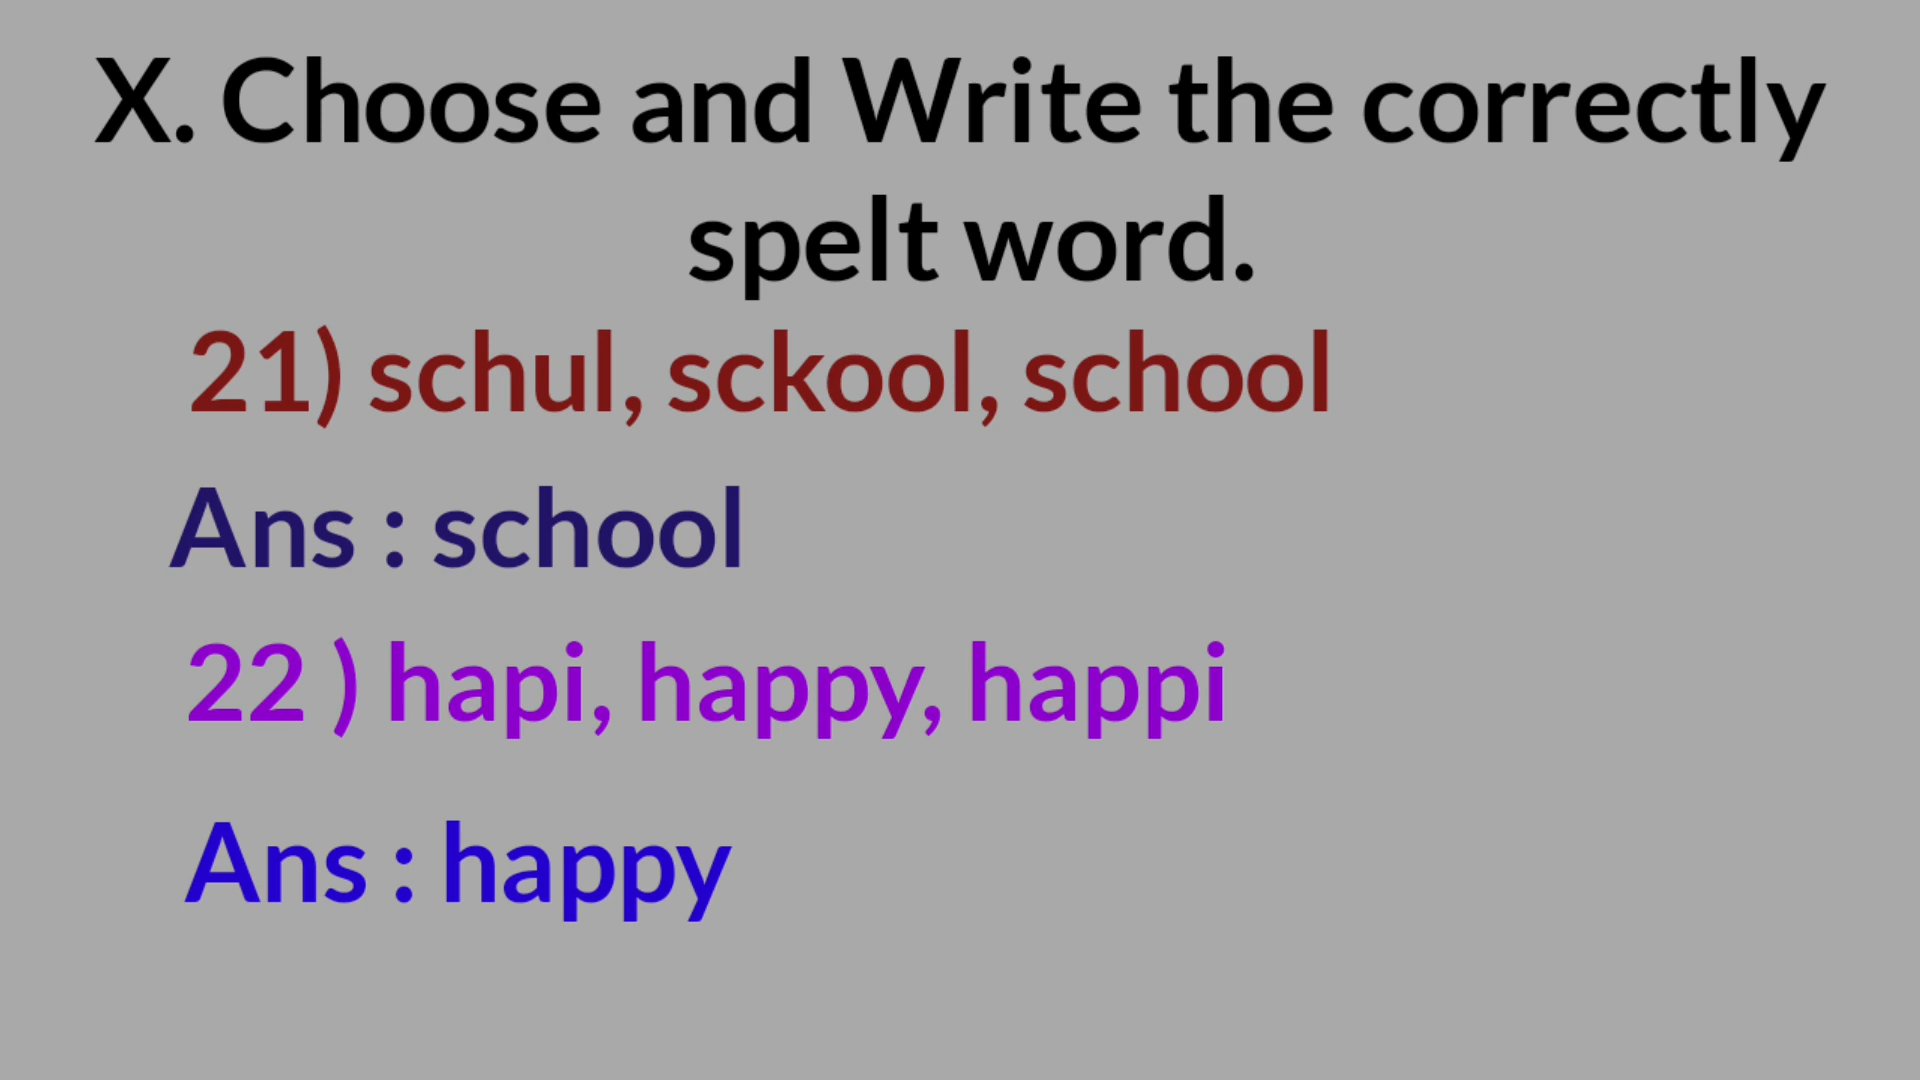 X. Choose and Write the correctly
spelt word.
21) schul, sckool, school
Ans : school
22 ) hapi, happy, happi
Ans : happy